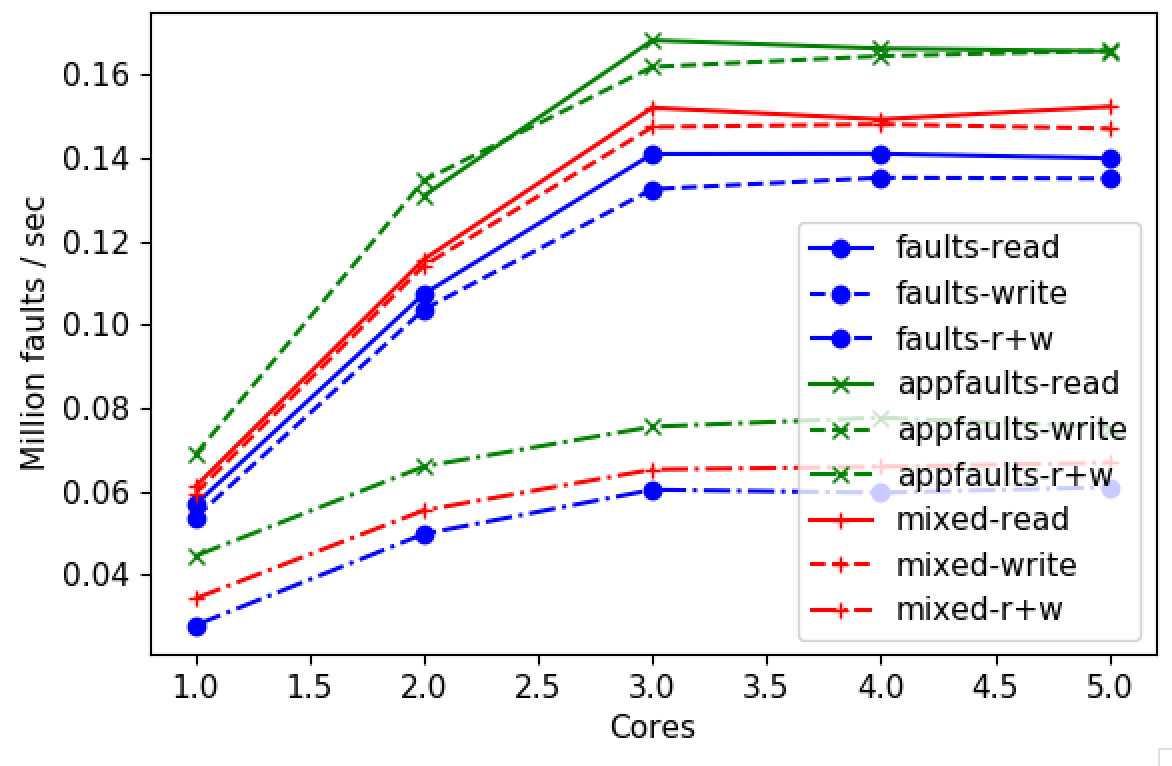 0.16
0.14
0.12
0.10
0.08
0.06
0.04
Million faults / sec
faults-read
faults-write
faults-r+w
appfaults-read
appfaults-write
appfaults-r+w
mixed-read
mixed-write
mixed-r+w
1.0 1.5 2.0 2.5 3.0 3.5 4.0 4.5 5.0
Cores